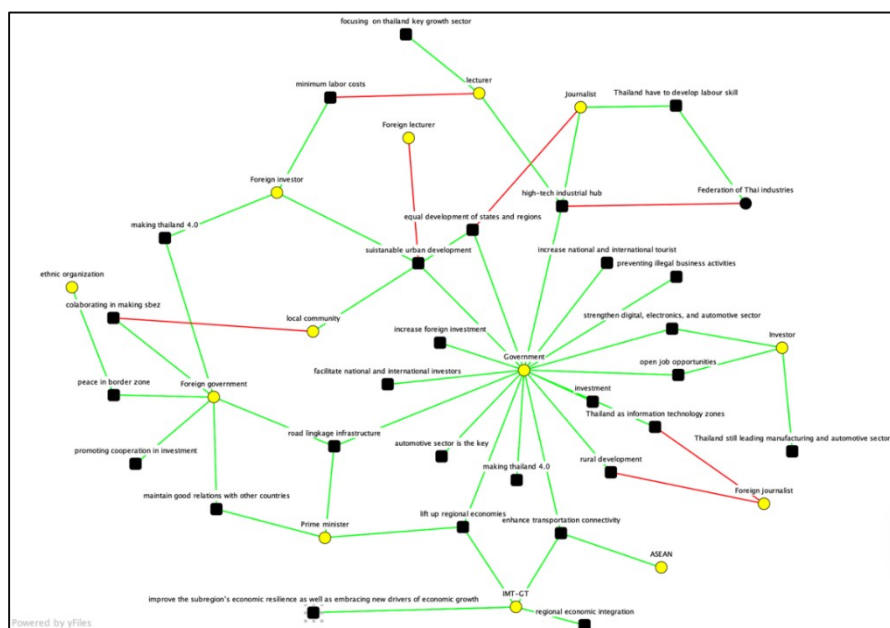 focusing on thailand key growth sector
lecturer
minimum labor costs
Journalist
Thailand have to develop labour skill
Foreign lecturer
Foreign investor
high-tech industrial hub
Federation of Thai industries
equal development of states and regions
making thailand 4.0
increase national and international tourist
suistanable urban development
preventing illegal business activities
ethnic organization
colaborating in making sbez
local community
strengthen digital, electronics, and automotive sector
increase foreign investment
Investor
Government
open job opportunities
facilitate national and international investors
peace in border zone
Foreign government
investment
Thailand as information technology zones
road lingkage infrastructure
automotive sector is the key
Thailand still leading manufacturing and automotive sector
promoting cooperation in investment
making thailand 4.0
rural development
Foreign journalist
maintain good relations with other countries
Prime minister
lift up regional economies
enhance transportation connectivity
ASEAN
IMT-GT
improve the subregion's economic resilience as well as embracing new drivers of economic growth
regional economic integration
Powered by yFiles